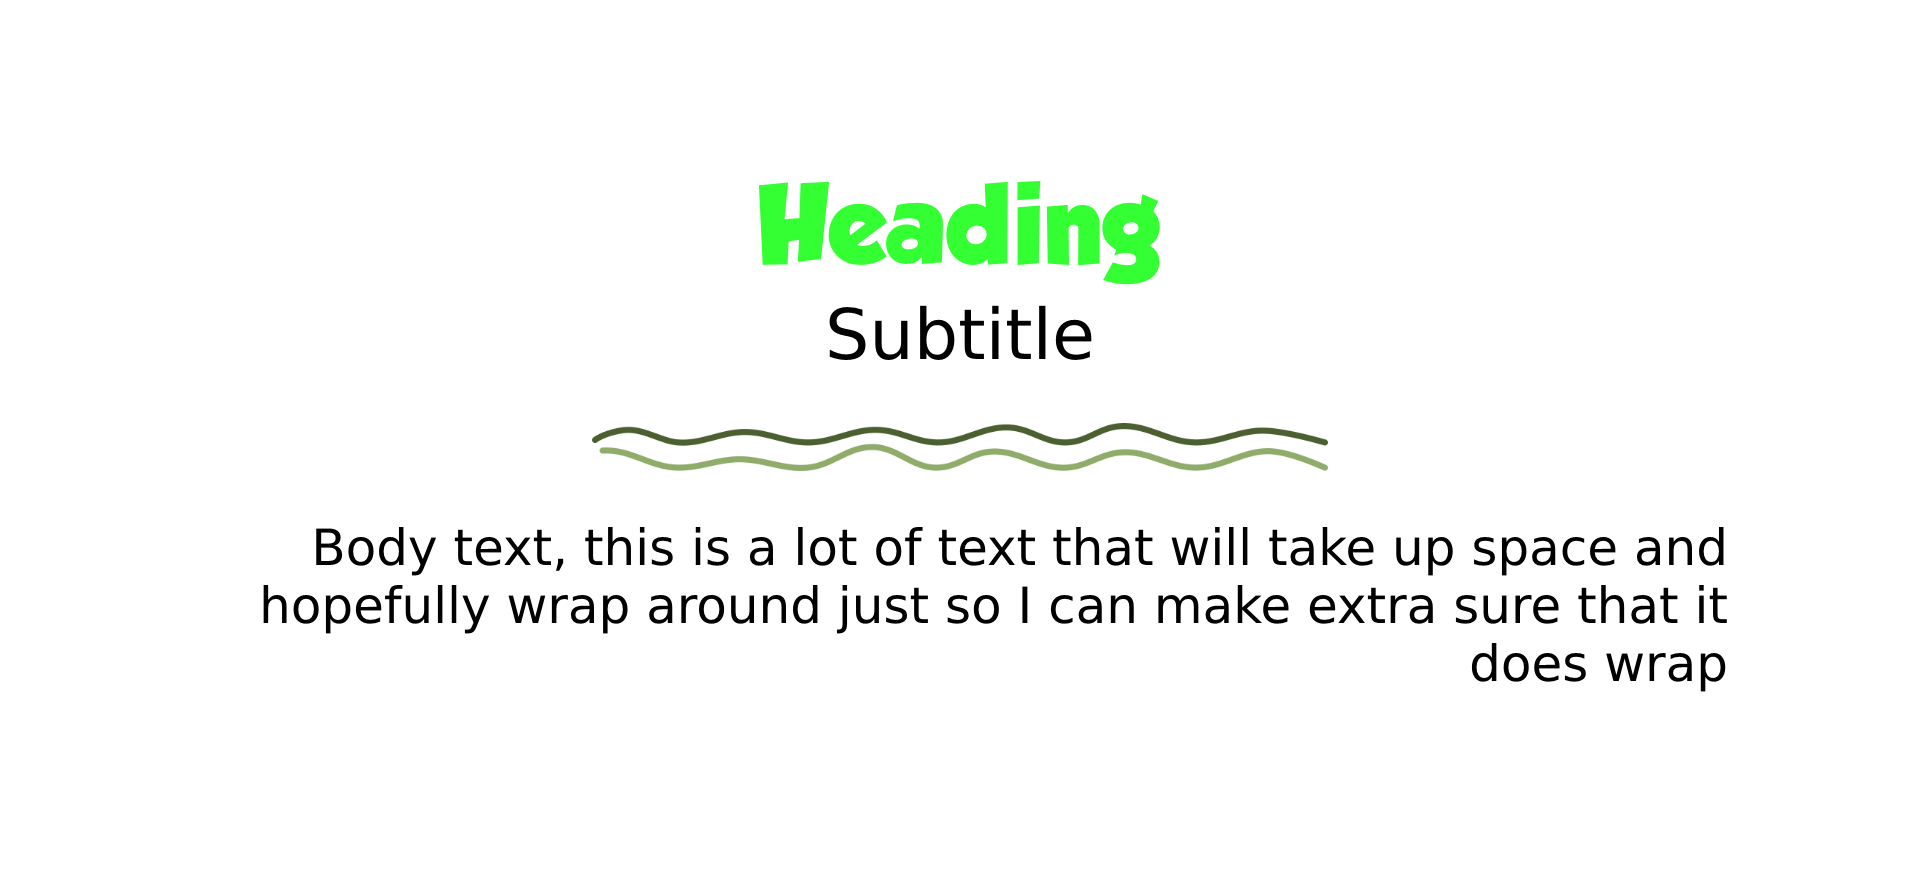 Heading
Subtitle
Body text, this is a lot of text that will take up space and
hopefully wrap around just so I can make extra sure that it
does wrap